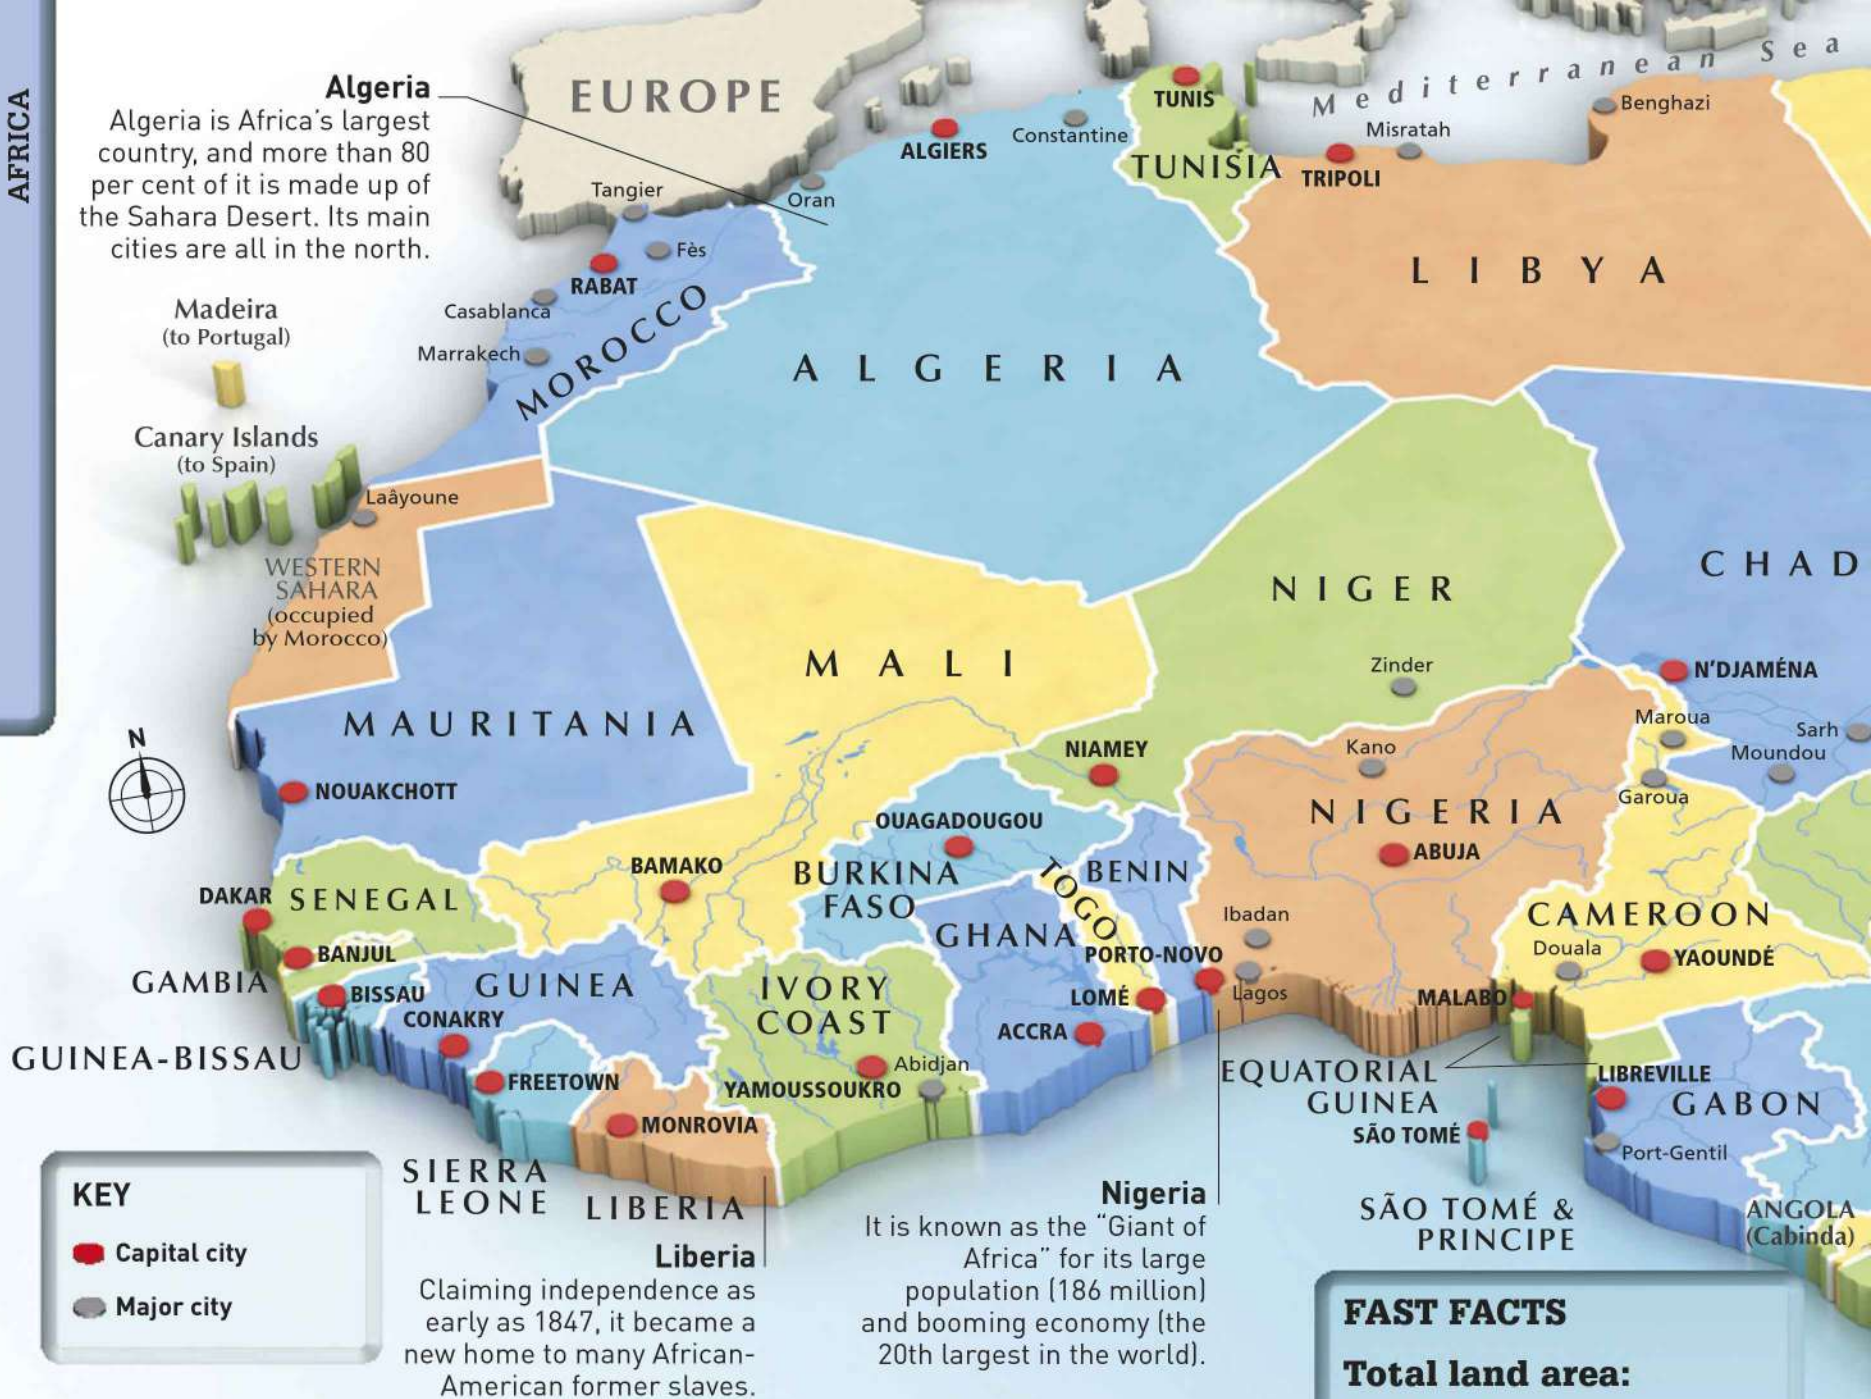 AFRICA
Algeria
Algeria is Africa's largest
country, and more than 80
per cent of it is made up of
the Sahara Desert. Its main
cities are all in the north.
EUROPE
Mediterranean Sea
TUNIS
TUNISIA
ALGIERS
Constantine
Oran
Benghazi
Misratah
TRIPOLI
LIBYA
Tangier
Fès
RABAT
Casablanca
Marrakech
MOROCCO
ALGERIA
Madeira
(to Portugal)
Canary Islands
(to Spain)
Laâyoune
WESTERN
SAHARA
(occupied
by Morocco)
CHAD
NIGER
Zinder
MALI
MAURITANIA
N
NOUAKCHOTT
NIAMEY
N'DJAMÉNA
Maroua
Sarh
Moundou
Garoua
Kano
NIGERIA
ABUJA
OUAGADOUGOU
BURKINA
FASO
BAMAKO
BENIN
TOGO
DAKAR
SENEGAL
BANJUL
GAMBIA
BISSAU
GUINEA
CONAKRY
GUINEA-BISSAU
FREETOWN
MONROVIA
SIERRA
LEONE
LIBERIA
IVORY
COAST
YAMOUSSOUKRO
Abidjan
GHANA
ACCRA
LOMÉ
PORTO-NOVO
Ibadan
Lagos
CAMEROON
Douala
YAOUNDÉ
MALABO
EQUATORIAL
GUINEA
LIBREVILLE
GABON
Port-Gentil
SÃO TOMÉ
SÃO TOMÉ &
PRINCIPE
ANGOLA
(Cabinda)
KEY
Capital city
Major city
Liberia
Claiming independence as
early as 1847, it became a
new home to many African-
American former slaves.
Nigeria
It is known as the "Giant of
Africa" for its large
population (186 million)
and booming economy (the
20th largest in the world).
FAST FACTS
Total land area: